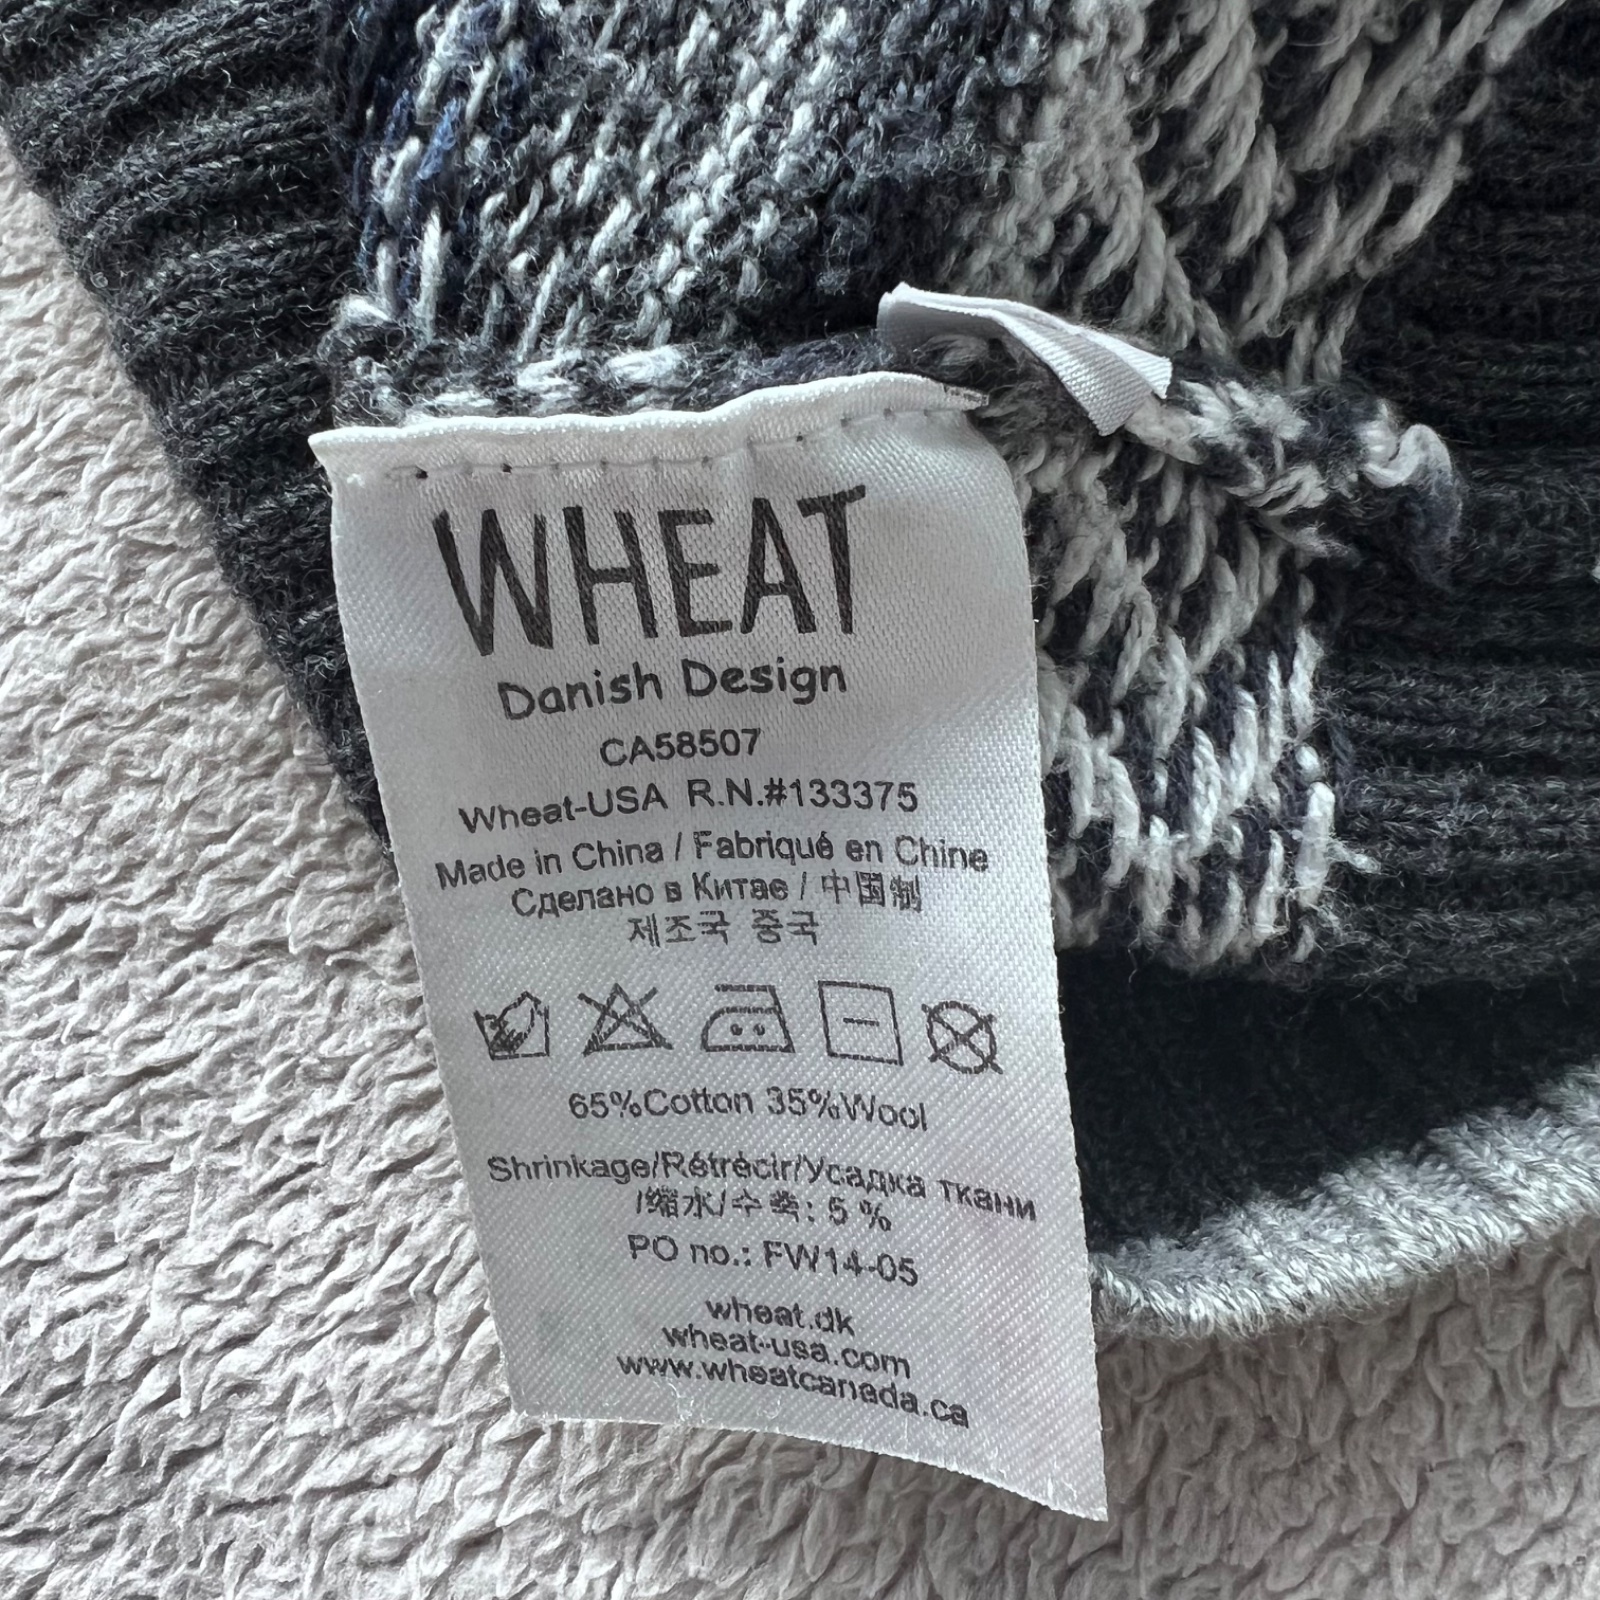 WHEAT
Danish Design
CA58507
Wheat-USA R.N.#133375
Made in China / Fabriqué en Chine
Сделано в Китае / 中国制
제조국 중국
65%Cotton 35%Wool
Shrinkage/Rétrécir/Усадка ткани
/缩水/수축: 5 %
PO no.: FW14-05
wheat.dk
wheat-usa.com
www.wheatcanada.ca